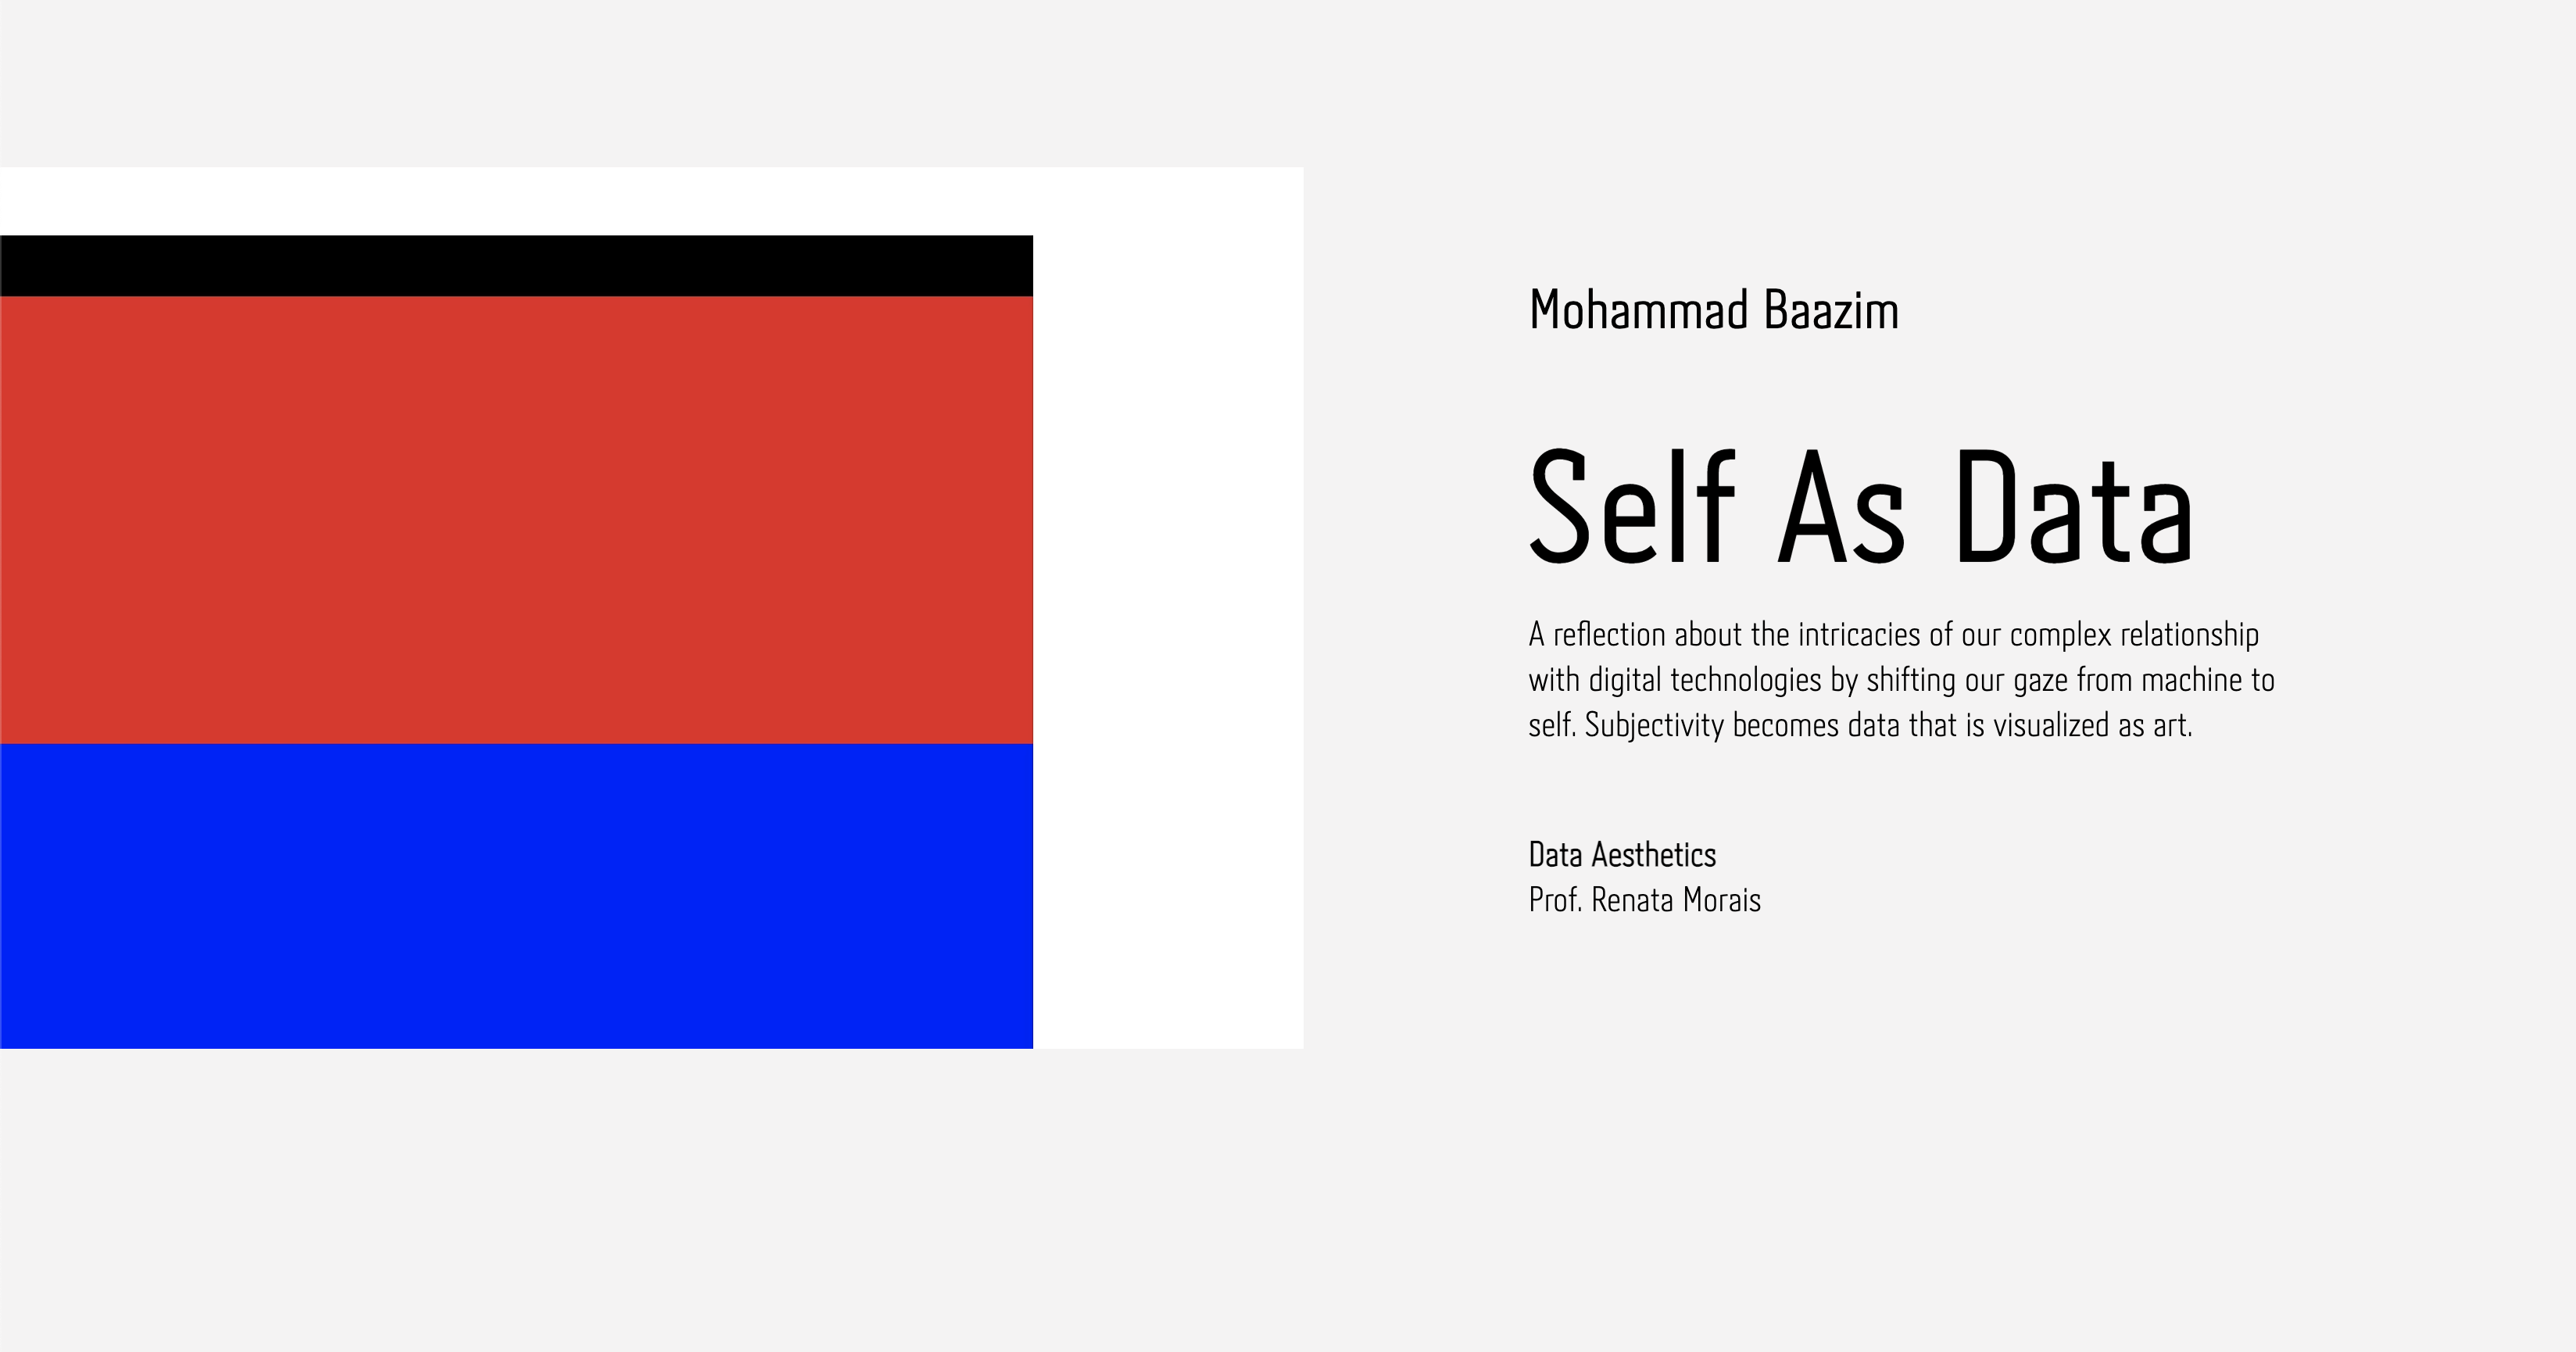 Mohammad Baazim
Self As Data
A reflection about the intricacies of our complex relationship
with digital technologies by shifting our gaze from machine to
self. Subjectivity becomes data that is visualized as art.
Data Aesthetics
Prof. Renata Morais